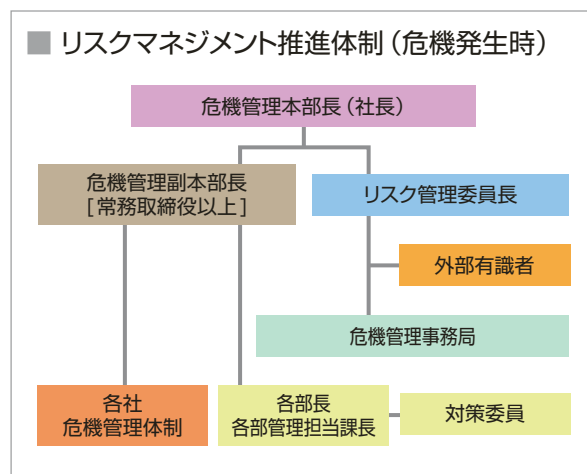 ■ リスクマネジメント推進体制（危機発生時）
危機管理本部長（社長）
危機管理副本部長
［常務取締役以上］
リスク管理委員長
外部有識者
危機管理事務局
各社
危機管理体制
各部長
各部管理担当課長
対策委員